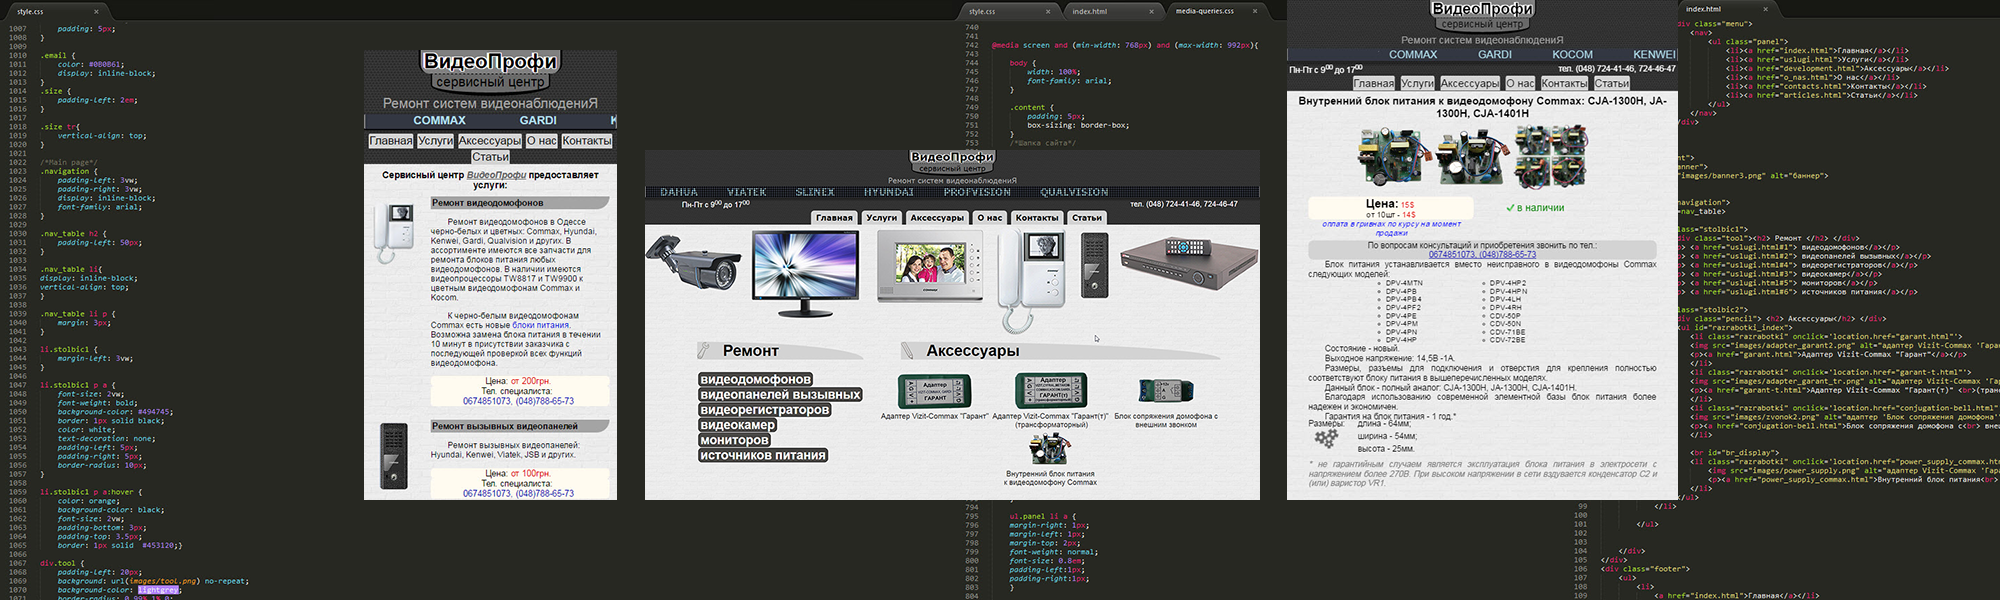 style.css
1007 padding: 5px;
1008 }
1009
1010 .email {
1011 color: #0B0B61;
1012 display: inline-block;
1013 }
1014 .size {
1015 padding-left: 2em;
1016 }
1017
1018 .size tr{
1019 vertical-align: top;
1020 }
1021
1022 /*Main page*/
1023 .navigation {
1024 padding-left: 3vw;
1025 padding-right: 3vw;
1026 display: inline-block;
1027 font-family: arial;
1028 }
1029
1030 .nav_table h2 {
1031 padding-left: 50px;
1032 }
1033
1034 .nav_table li{
1035 display: inline-block;
1036 vertical-align: top;
1037 }
1038
1039 .nav_table li p {
1040 margin: 3px;
1041 }
1042
1043 li.stolbic1 {
1044 margin-left: 3vw;
1045 }
1046
1047 li.stolbic1 p a {
1048 font-size: 2vw;
1049 font-weight: bold;
1050 background-color: #494745;
1051 border: 1px solid black;
1052 color: white;
1053 text-decoration: none;
1054 padding-left: 5px;
1055 padding-right: 5px;
1056 border-radius: 10px;
1057 }
1058
1059 li.stolbic1 p a:hover {
1060 color: orange;
1061 background-color: black;
1062 font-size: 2vw;
1063 padding-bottom: 3px;
1064 padding-top: 3.5px;
1065 border: 1px solid #453120;}
1066
1067 div.tool {
1068 padding-left: 20px;
1069 background: url(images/tool.png) no-repeat;
1070 background-color: lightgrey;
ВидеоПрофи
сервисный центр
Ремонт систем видеонаблюдениЯ
COMMAX GARDI
Главная Услуги Аксессуары О нас Контакты
Статьи
Сервисный центр ВидеоПрофи предоставляет
услуги:
Ремонт видеодомофонов
Ремонт видеодомофонов в Одессе
черно-белых и цветных: Commax, Hyundai,
Kenwei, Gardi, Qualvision и других. В
ассортименте имеются все запчасти для
ремонта блоков питания любых
видеодомофонов. В наличии имеются
видеопроцессоры TW8817 и TW9900 к
цветным видеодомофонам Commax и
Kocom.
К черно-белым видеодомофонам
Commax есть новые блоки питания.
Возможна замена блока питания в течении
10 минут в присутствии заказчика с
последующей проверкой всех функций
видеодомофона.
Цена: от 200грн.
Тел. специалиста:
0674851073, (048)788-65-73
Ремонт вызывных видеопанелей
Ремонт вызывных видеопанелей:
Hyundai, Kenwei, Viatek, JSB и других.
Цена: от 100грн.
Тел. специалиста:
0674851073, (048)788-65-73
style.css index.html media-queries.css
740
741
742 @media screen and (min-width: 768px) and (max-width: 992px){
743
744 body {
745 width: 100%;
746 font-family: arial;
747 }
748
749 .content {
750 padding: 5px;
751 box-sizing: border-box;
752 }
753 /*Шапка сайта*/
ВидеоПрофи
сервисный центр
Ремонт систем видеонаблюдениЯ
DAHUA VIATEK SLINEX HYUNDAI PROFVISION QUALVISION
Пн-Пт с 9:00 до 17:00 тел. (048) 724-41-46, 724-46-47
Главная Услуги Аксессуары О нас Контакты Статьи
Ремонт
видеодомофонов
видеопанелей вызывных
видеорегистраторов
видеокамер
мониторов
источников питания
Аксессуары
Адаптер
ГАРАНТ
Адаптер
ГАРАНТ
Адаптер Vizit-Commax "Гарант"
Адаптер Vizit-Commax "Гарант(т)
(трансформаторный)
Блок сопряжения домофона с
внешним звонком
Внутренний блок питания
к видеодомофону Commax
795 ul.panel li a {
796 margin-right: 1px;
797 margin-left: 1px;
798 margin-top: 2px;
799 font-weight: normal;
800 font-size: 0.8em;
801 padding-left:1px;
802 padding-right:1px;
803 }
804
ВидеоПрофи
сервисный центр
Ремонт систем видеонаблюдениЯ
COMMAX GARDI KOCOM KENWEI
Пн-Пт с 9:00 до 17:00 тел. (048) 724-41-46, 724-46-47
Главная Услуги Аксессуары О нас Контакты Статьи
Внутренний блок питания к видеодомофону Commax: CJA-1300H, JA-
1300H, CJA-1401H
Цена: 15$
от 10шт - 14$
оплата в гривнах по курсу на момент
продажи
✓ в наличии
По вопросам консультаций и приобретения звонить по тел.:
0674851073, (048)788-65-73
Блок питания устанавливается вместо неисправного в видеодомофоны Commax
следующих моделей:
DPV-4MTN
DPV-4PB
DPV-4PB4
DPV-4PF2
DPV-4PE
DPV-4PM
DPV-4PN
DPV-4HP
DPV-4HP2
DPV-4HPN
DPV-4LH
DPV-4RH
CDV-50P
CDV-50N
CDV-71BE
CDV-72BE
Состояние - новый.
Выходное напряжение: 14,5В -1А.
Размеры, разъемы для подключения и отверстия для крепления полностью
соответствуют блоку питания в вышеперечисленных моделях.
Данный блок - полный аналог: CJA-1300H, JA-1300H, CJA-1401H.
Благодаря использованию современной элементной базы блок питания более
надежен и экономичен.
Гарантия на блок питания - 1 год.*
Размеры: длина - 64мм;
ширина - 54мм;
высота - 25мм.
* не гарантийным случаем является эксплуатация блока питания в электросети с
напряжением более 270В. При высоком напряжении в сети вздувается конденсатор С2 и
(или) варистор VR1.
index.html
div class="menu">
<nav>
<ul class="panel">
<li><a href="index.html">Главная</a></li>
<li><a href="uslugi.html">Услуги</a></li>
<li><a href="development.html">Аксессуары</a></li>
<li><a href="o_nas.html">О нас</a></li>
<li><a href="contacts.html">Контакты</a></li>
<li><a href="articles.html">Статьи</a></li>
</ul>
/div>
anner">
"images/banner3.png" alt="баннер">
avigation">
=nav_table>
"stolbic1">
lass="tool"><h2> Ремонт </h2> </div>
<a href="uslugi.html#1"> видеодомофонов</a></p>
<a href="uslugi.html#2"> видеопанелей вызывных</a></p>
<a href="uslugi.html#4"> видеорегистраторов</a></p>
<a href="uslugi.html#3"> видеокамер</a></p>
<a href="uslugi.html#5"> мониторов</a></p>
<a href="uslugi.html#6"> источников питания</a></p>
"stolbic2">
class="pencil"> <h2> Аксессуары</h2> </div>
ul id="razrabotki_index">
<li class="razrabotki" onclick='location.href="garant.html"'>
<img src="images/adapter_garant2.png" alt="адаптер Vizit-Commax 'Гаран
<p><a href="garant.html">Адаптер Vizit-Commax "Гарант"</a></p>
</li>
<li class="razrabotki" onclick='location.href="garant-t.html"'>
<img src="images/adapter_garant_tr.png" alt="адаптер Vizit-Commax 'Гар
<p><a href="garant-t.html">Адаптер Vizit-Commax "Гарант(т)" <br>(транс
</li>
<li class="razrabotki" onclick='location.href="conjugation-bell.html"'
<img src="images/zvonok2.png" alt='адаптер 'Блок сопряжения домофона
<p><a href="conjugation-bell.html">Блок сопряжения домофона с<br> внеш
</li>
<br id="br_display">
<li class="razrabotki" onclick='location.href="power_supply_commax.htm
<img src="images/power_supply.png" alt="адаптер Vizit-Commax 'Г
<p><a href="power_supply_commax.html">Внутренний блок питания<br>
99 </li>
100
101 </ul>
102
103
104 </div>
105 </div>
106 <div class="footer">
107 <ul>
108 <li>
109 <a href="index.html">Главная</a></li>